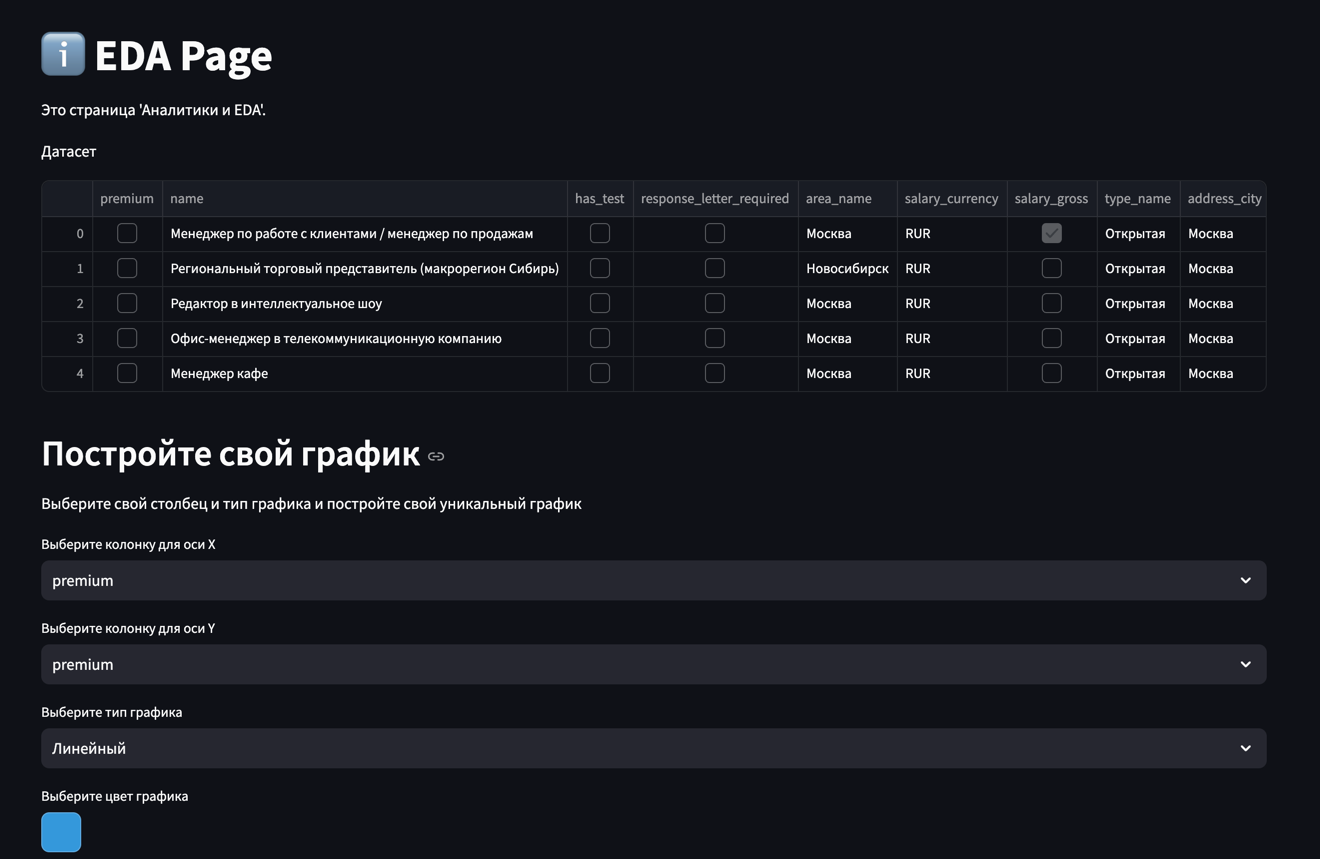 i EDA Page
Это страница 'Аналитики и EDA'.
Датасет
premium name has_test response_letter_required area_name salary_currency salary_gross type_name address_city
0 Менеджер по работе с клиентами / менеджер по продажам Москва RUR Открытая Москва
1 Региональный торговый представитель (макрорегион Сибирь) Новосибирск RUR Открытая Москва
2 Редактор в интеллектуальное шоу Москва RUR Открытая Москва
3 Офис-менеджер в телекоммуникационную компанию Москва RUR Открытая Москва
4 Менеджер кафе Москва RUR Открытая Москва
Постройте свой график
Выберите свой столбец и тип графика и постройте свой уникальный график
Выберите колонку для оси X
premium
Выберите колонку для оси Y
premium
Выберите тип графика
Линейный
Выберите цвет графика